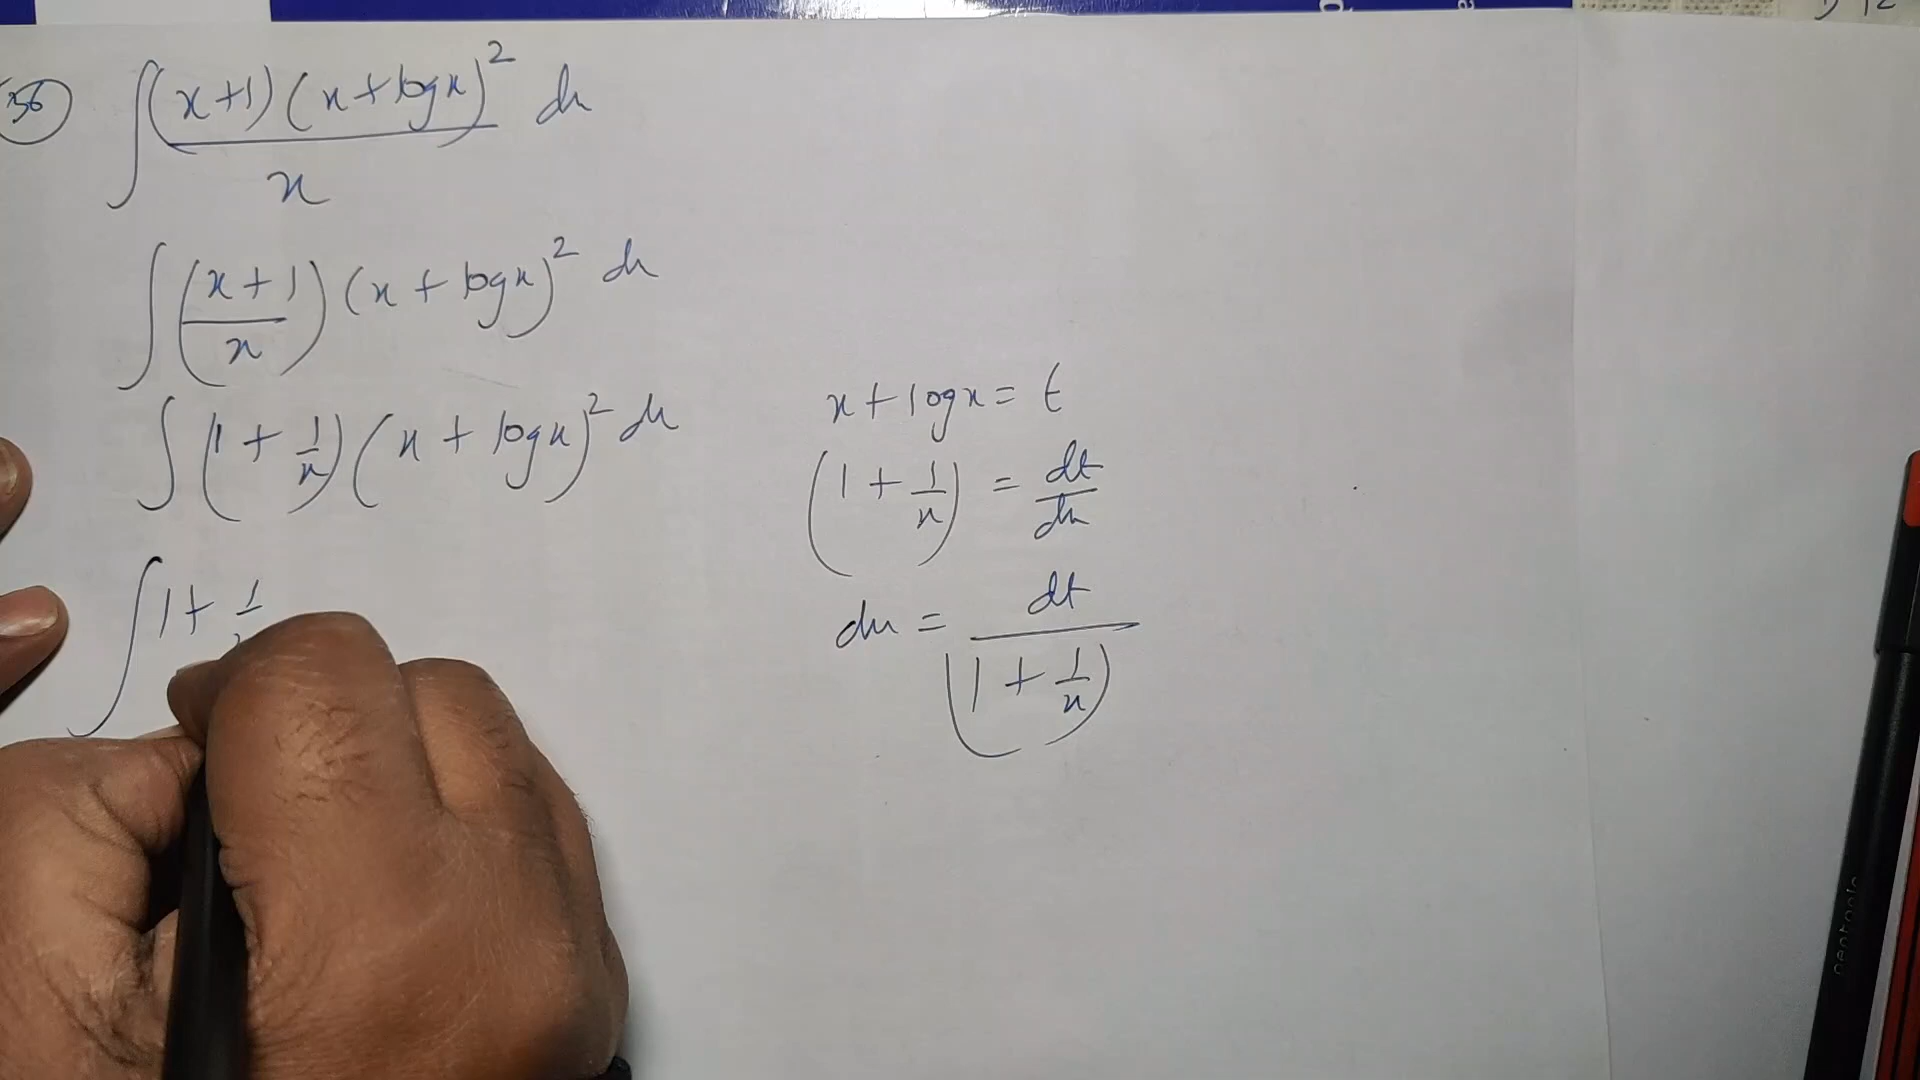 36 ∫ (x+1)(x+logx)² dx
x
∫ (x+1) (x+logx)² dx
x
∫ (1 + 1/x) (x + logx)² dx
x + logx = t
(1 + 1/x) = dt/dx
dx = dt
(1 + 1/x)
∫ 1 + 1